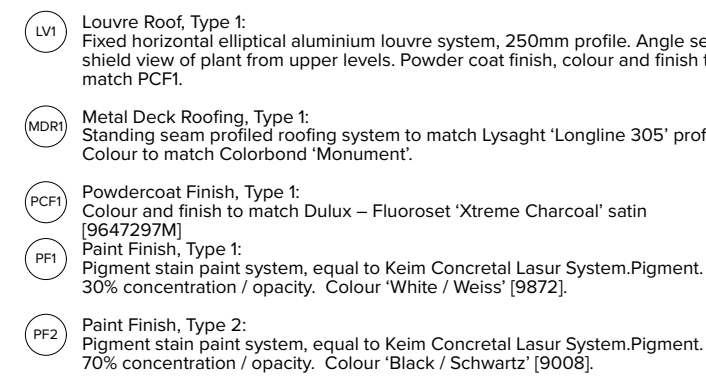 LV1 Louvre Roof, Type 1:
Fixed horizontal elliptical aluminium louvre system, 250mm profile. Angle
shield view of plant from upper levels. Powder coat finish, colour and finish
match PCF1.
MDR1 Metal Deck Roofing, Type 1:
Standing seam profiled roofing system to match Lysaght ‘Longline 305’
Colour to match Colorbond ‘Monument’.
PCF1 Powdercoat Finish, Type 1:
Colour and finish to match Dulux – Fluoroset ‘Xtreme Charcoal’ satin
[9647297M]
PF1 Paint Finish, Type 1:
Pigment stain paint system, equal to Keim Concretal Lasur System.Pigment.
30% concentration / opacity. Colour ‘White / Weiss’ [9872].
PF2 Paint Finish, Type 2:
Pigment stain paint system, equal to Keim Concretal Lasur System.Pigment.
70% concentration / opacity. Colour ‘Black / Schwartz’ [9008].